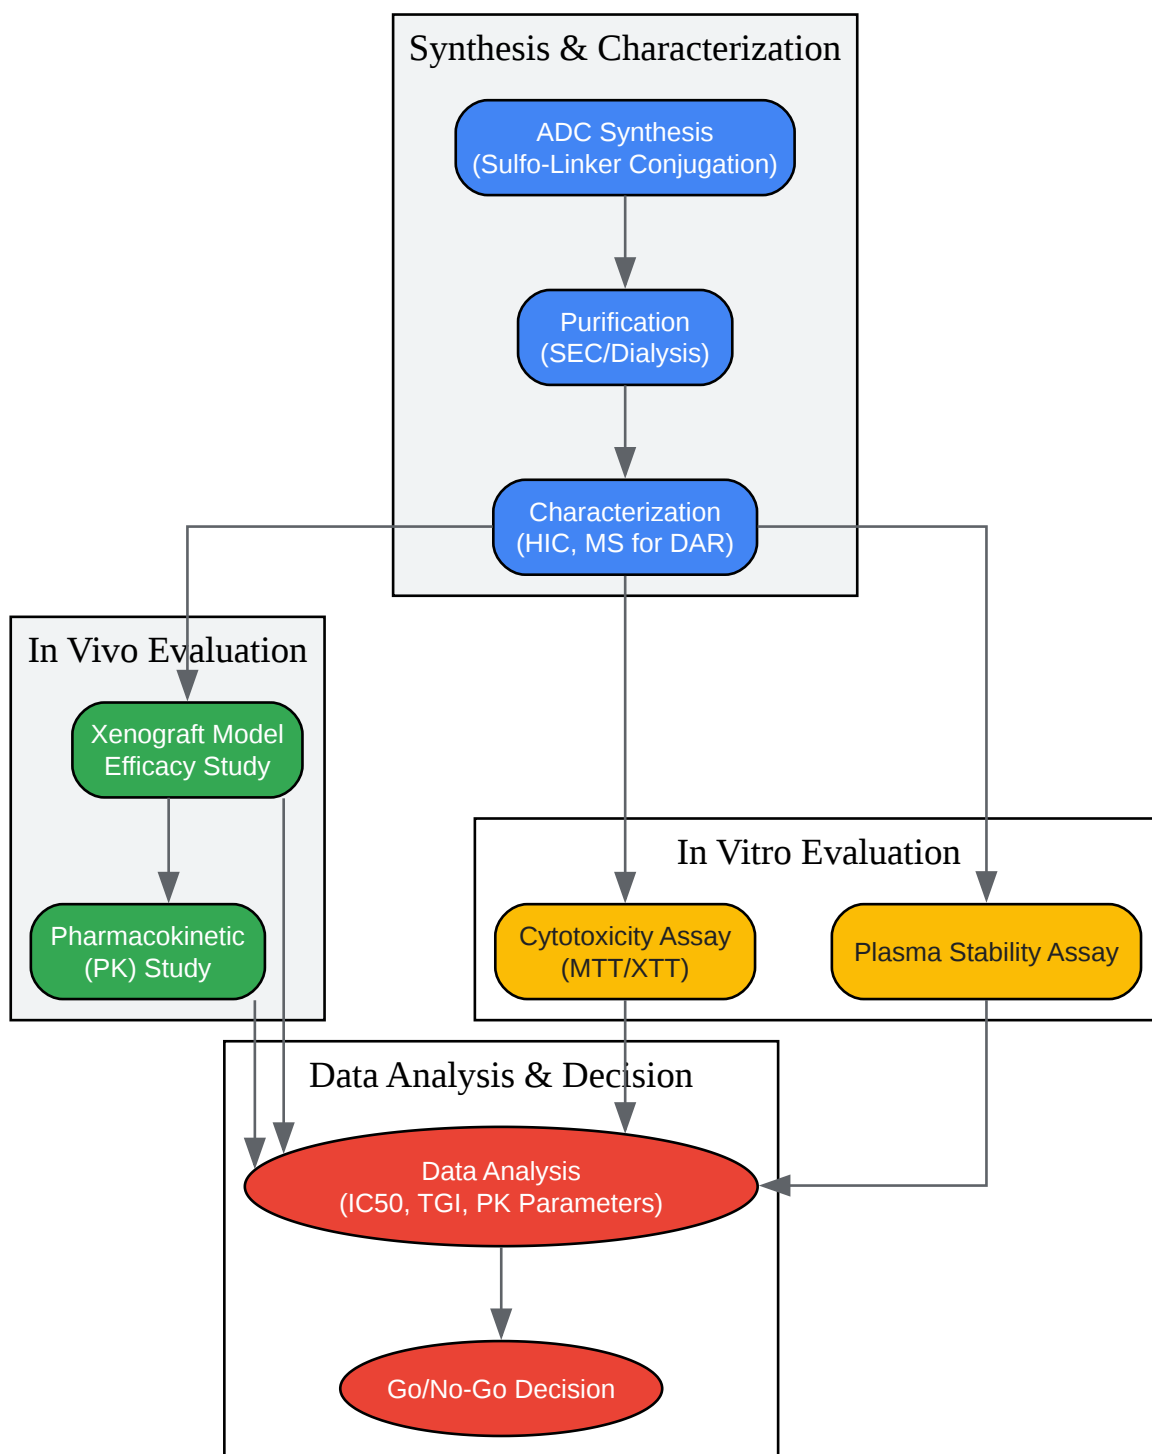 Synthesis & Characterization
ADC Synthesis
(Sulfo-Linker Conjugation)
Purification
(SEC/Dialysis)
Characterization
(HIC, MS for DAR)
In Vivo Evaluation
Xenograft Model
Efficacy Study
Pharmacokinetic
(PK) Study
In Vitro Evaluation
Cytotoxicity Assay
(MTT/XTT)
Plasma Stability Assay
Data Analysis & Decision
Data Analysis
(IC50, TGI, PK Parameters)
Go/No-Go Decision